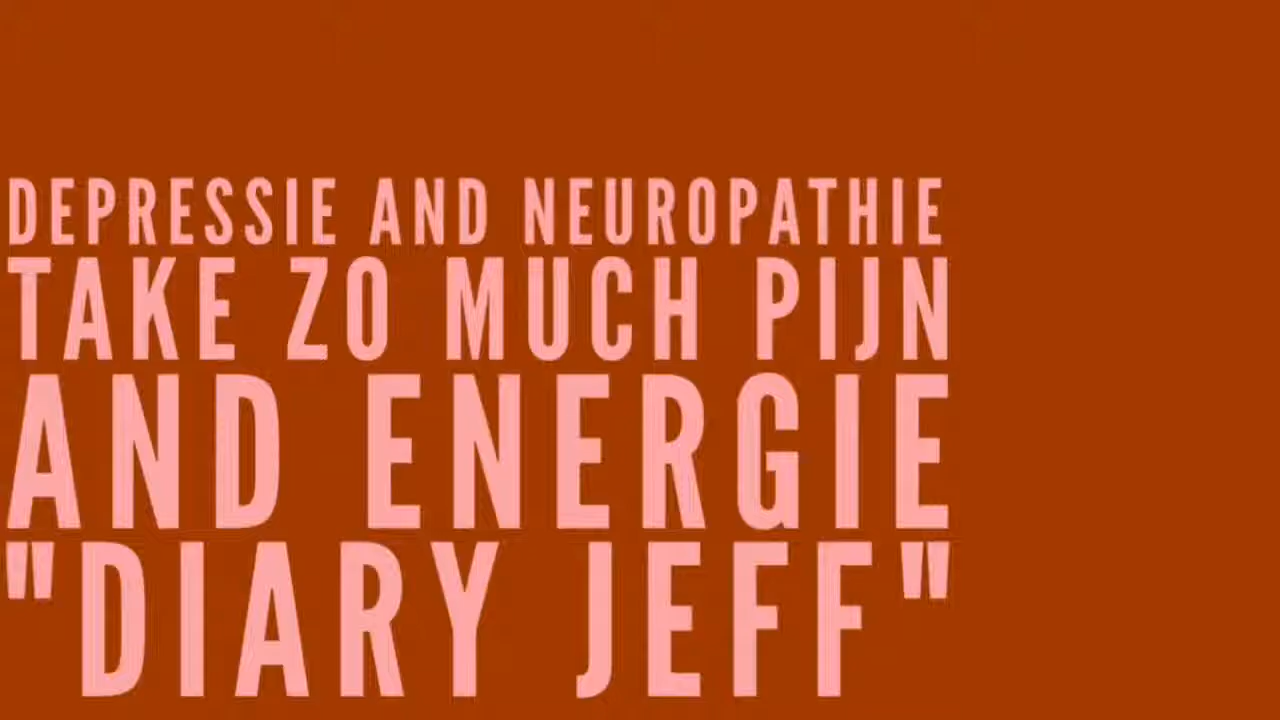 DEPRESSIE AND NEUROPATHIE
TAKE ZO MUCH PIJN
AND ENERGIE
"DIARY JEFF"